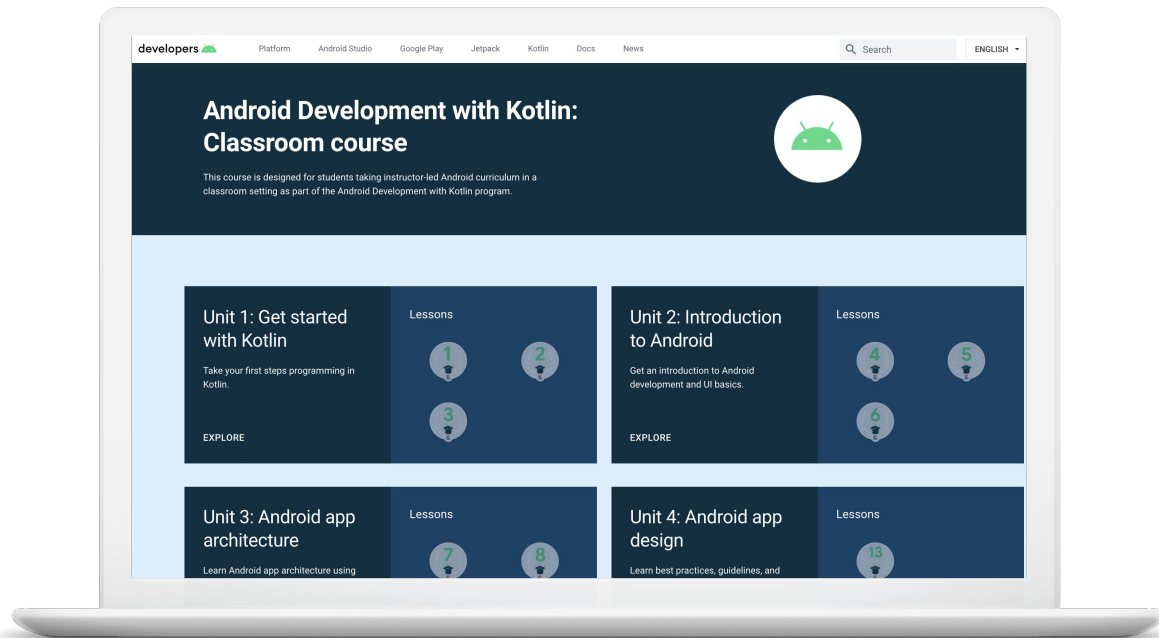 developers
Platform
Android Studio
Google Play
Jetpack
Kotlin
Docs
News
Search
ENGLISH
Android Development with Kotlin:
Classroom course
This course is designed for students taking instructor-led Android curriculum in a
classroom setting as part of the Android Development with Kotlin program.
Unit 1: Get started
with Kotlin
Take your first steps programming in
Kotlin.
EXPLORE
Lessons
1
2
3
Unit 2: Introduction
to Android
Get an introduction to Android
development and UI basics.
EXPLORE
Lessons
4
5
6
Unit 3: Android app
architecture
Learn Android app architecture using
Lessons
7
8
Unit 4: Android app
design
Learn best practices, guidelines, and
Lessons
13